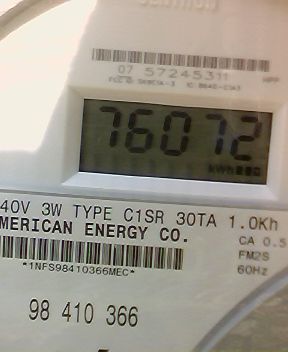 07 57245311
76072
40V 3W TYPE C1SR 30TA 1.0Kh
MERICAN ENERGY CO.
CA 0.5
FM2S
60Hz
*1NFS98410366MEC*
98 410 366